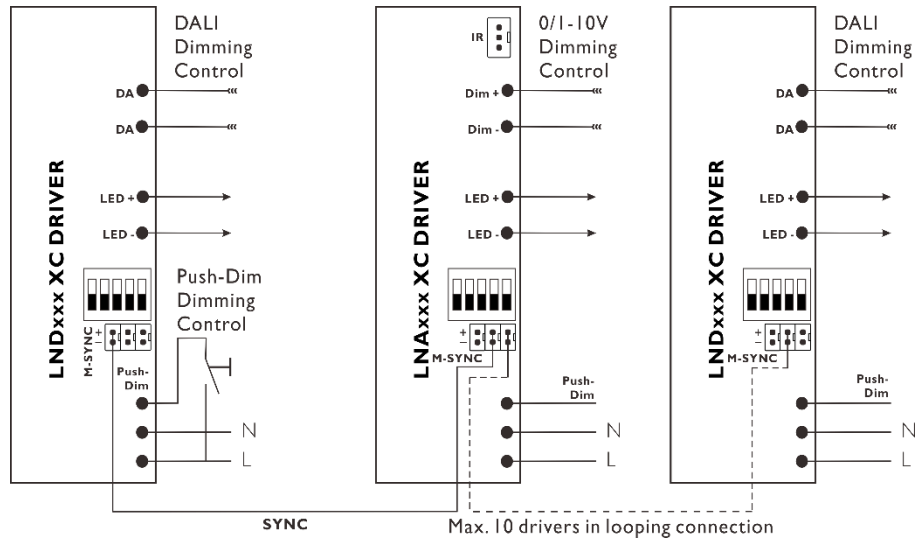 DALI
Dimming
Control
DA
DA
LED +
LED -
LNDxxx XC DRIVER
+
-
M-SYNC
Push-Dim
Dimming
Control
Push-
Dim
N
L
IR
0/1-10V
Dimming
Control
Dim +
Dim -
LED +
LED -
LNAxxx XC DRIVER
+
-
M-SYNC
Push-
Dim
N
L
DALI
Dimming
Control
DA
DA
LED +
LED -
LNDxxx XC DRIVER
+
-
M-SYNC
Push-
Dim
N
L
SYNC
Max. 10 drivers in looping connection